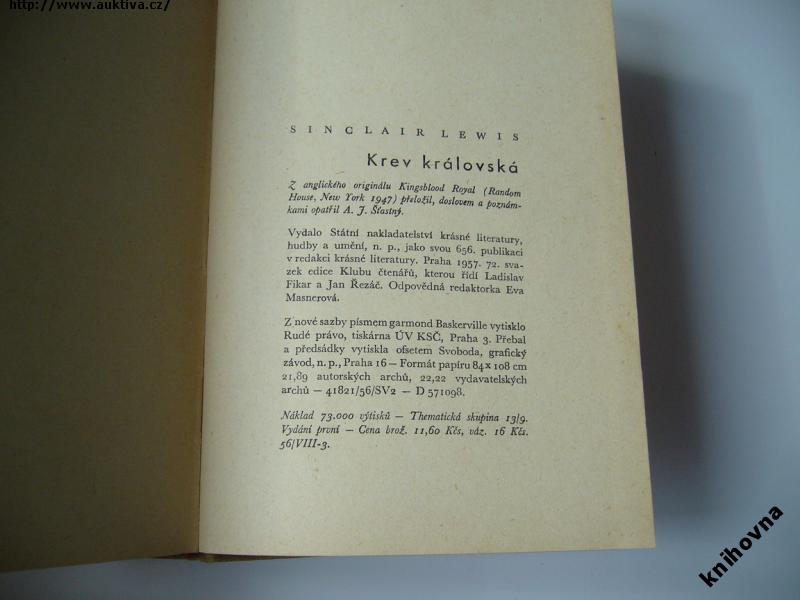 http://www.auktiva.cz/
SINCLAIR LEWIS
Krev královská
Z anglického originálu Kingsblood Royal (Random
House, New York 1947) přeložil, doslovem a poznám-
kami opatřil A. J. Šťastný.
Vydalo Státní nakladatelství krásné literatury,
hudby a umění, n. p., jako svou 656. publikaci
v redakci krásné literatury. Praha 1957. 72. sva-
zek edice Klubu čtenářů, kterou řídí Ladislav
Fikar a Jan Řezáč. Odpovědná redaktorka Eva
Masnerová.
Z nové sazby písmem garmond Baskerville vytisklo
Rudé právo, tiskárna ÚV KSČ, Praha 3. Přebal
a předsádky vytiskla ofsetem Svoboda, grafický
závod, n. p., Praha 16 — Formát papíru 84 x 108 cm
21,89 autorských archů, 22,22 vydavatelských
archů — 41821/56/SV2 — D 571098.
Náklad 73.000 výtisků — Thematická skupina 13/9.
Vydání první — Cena brož. 11,60 Kčs, váz. 16 Kčs.
56/VIII-3.
knihovna